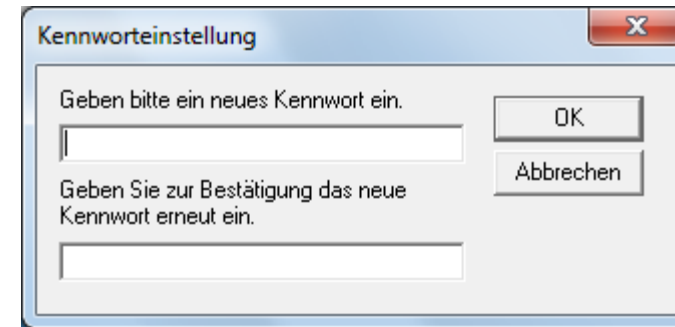 Kennworteinstellung
Geben bitte ein neues Kennwort ein.
OK
Abbrechen
Geben Sie zur Bestätigung das neue
Kennwort erneut ein.